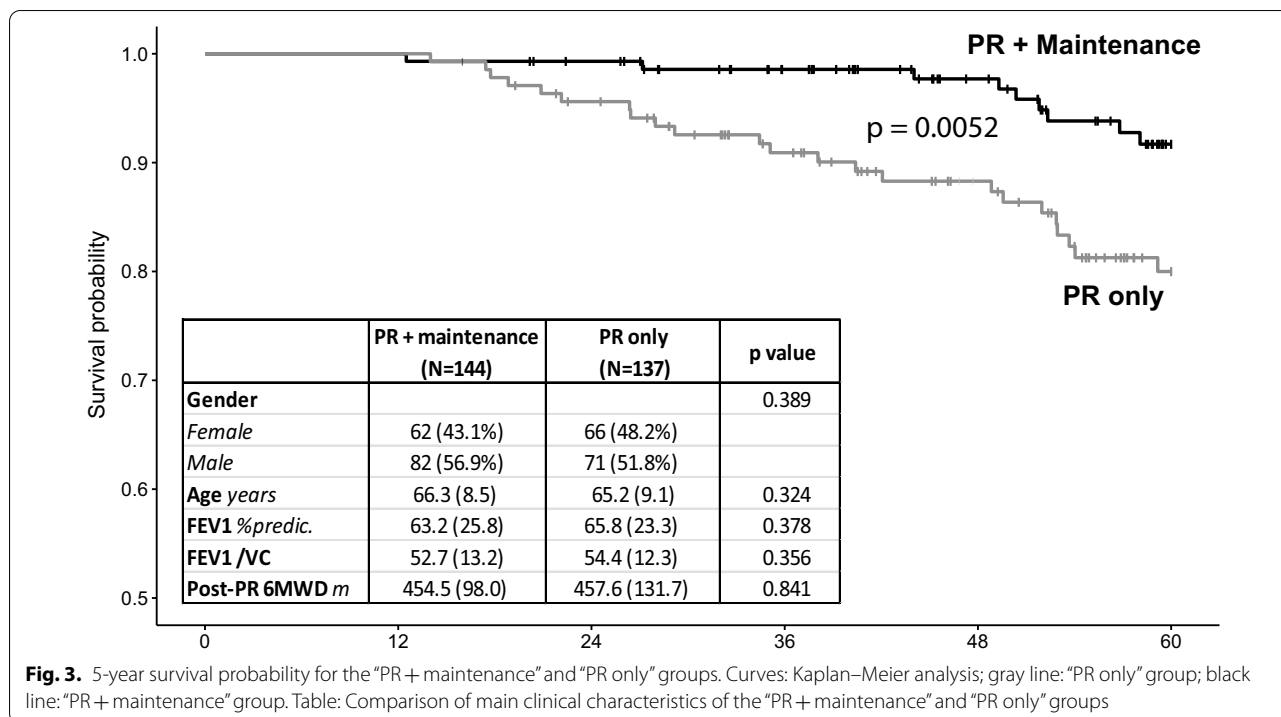 1.0
0.9
0.8
0.7
0.6
0.5
Survival probability
PR + Maintenance
p = 0.0052
PR only
PR + maintenance PR only p value
(N=144) (N=137)
Gender 0.389
Female 62 (43.1%) 66 (48.2%)
Male 82 (56.9%) 71 (51.8%)
Age years 66.3 (8.5) 65.2 (9.1) 0.324
FEV1 %predic. 63.2 (25.8) 65.8 (23.3) 0.378
FEV1 /VC 52.7 (13.2) 54.4 (12.3) 0.356
Post-PR 6MWD m 454.5 (98.0) 457.6 (131.7) 0.841
0 12 24 36 48 60
Fig. 3. 5-year survival probability for the “PR + maintenance” and “PR only” groups. Curves: Kaplan–Meier analysis; gray line: “PR only” group; black
line: “PR + maintenance” group. Table: Comparison of main clinical characteristics of the “PR + maintenance” and “PR only” groups